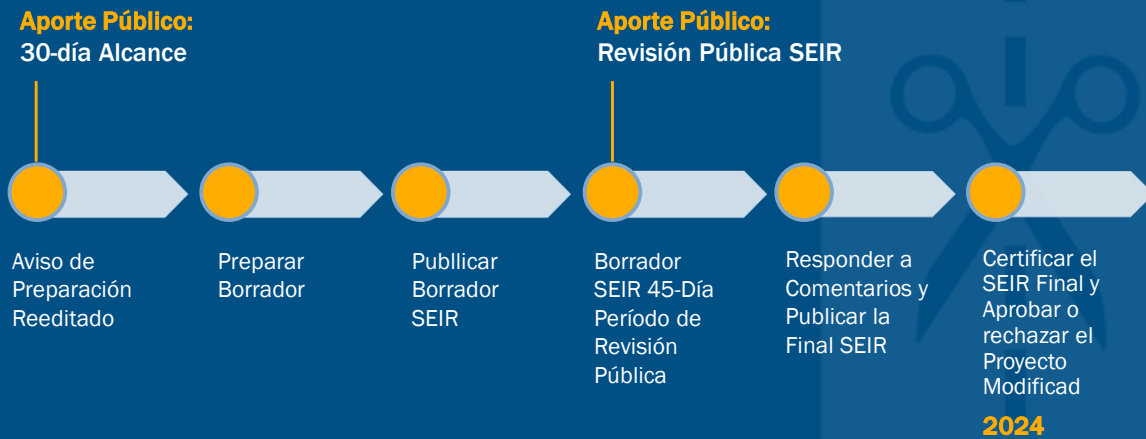 Aporte Público:
30-día Alcance
Aporte Público:
Revisión Pública SEIR
Aviso de
Preparación
Reeditado
Preparar
Borrador
Publlicar
Borrador
SEIR
Borrador
SEIR 45-Día
Período de
Revisión
Pública
Responder a
Comentarios y
Publicar la
Final SEIR
Certificar el
SEIR Final y
Aprobar o
rechazar el
Proyecto
Modificad
2024